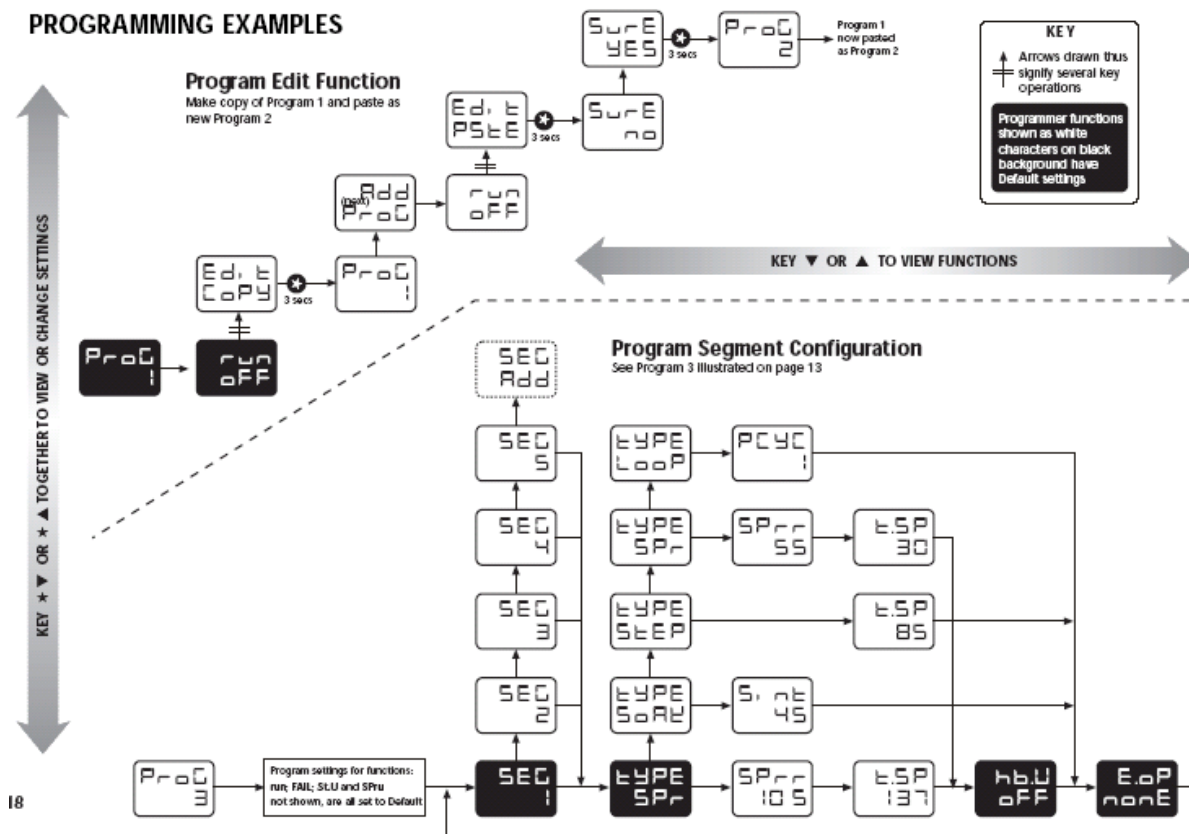 PROGRAMMING EXAMPLES
Program Edit Function
Make copy of Program 1 and paste as
new Program 2
SurE
YES
3 secs
ProG
2
Program 1
now pasted
as Program 2
KEY
Arrows drawn thus
signify several key
operations
Programmer functions
shown as white
characters on black
background have
Default settings
Edit
PStE
3 secs
SurE
no
Add
(next)
ProG
run
oFF
Edit
CoPY
3 secs
ProG
1
ProG
1
run
oFF
KEY ▼ OR ▲ TO VIEW FUNCTIONS
KEY ★ ▼ OR ★ ▲ TOGETHER TO VIEW OR CHANGE SETTINGS
Program Segment Configuration
See Program 3 illustrated on page 13
SEG
Add
SEG
5
tYPE
LooP
PCYC
1
SEG
4
tYPE
SPr
SPrr
55
t.SP
30
SEG
3
tYPE
StEP
t.SP
85
SEG
2
tYPE
SoAK
Sint
45
ProG
3
Program settings for functions:
run; FAIL; St.U and SPru
not shown, are all set to Default
SEG
1
tYPE
SPr
SPrr
105
t.SP
137
hb.U
oFF
E.oP
nonE
18